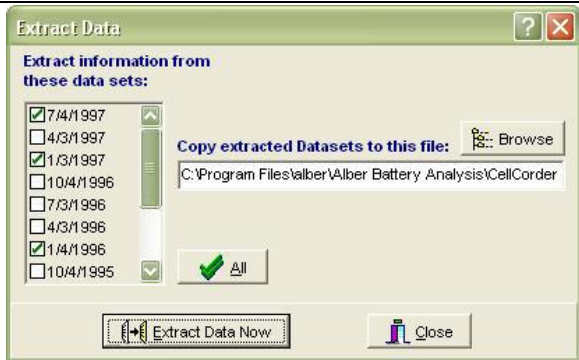 Extract Data
Extract information from
these data sets:
7/4/1997
4/3/1997
1/3/1997
10/4/1996
7/3/1996
4/3/1996
1/4/1996
10/4/1995
Browse
Copy extracted Datasets to this file:
C:\Program Files\alber\Alber Battery Analysis\CellCorder
All
Extract Data Now
Close